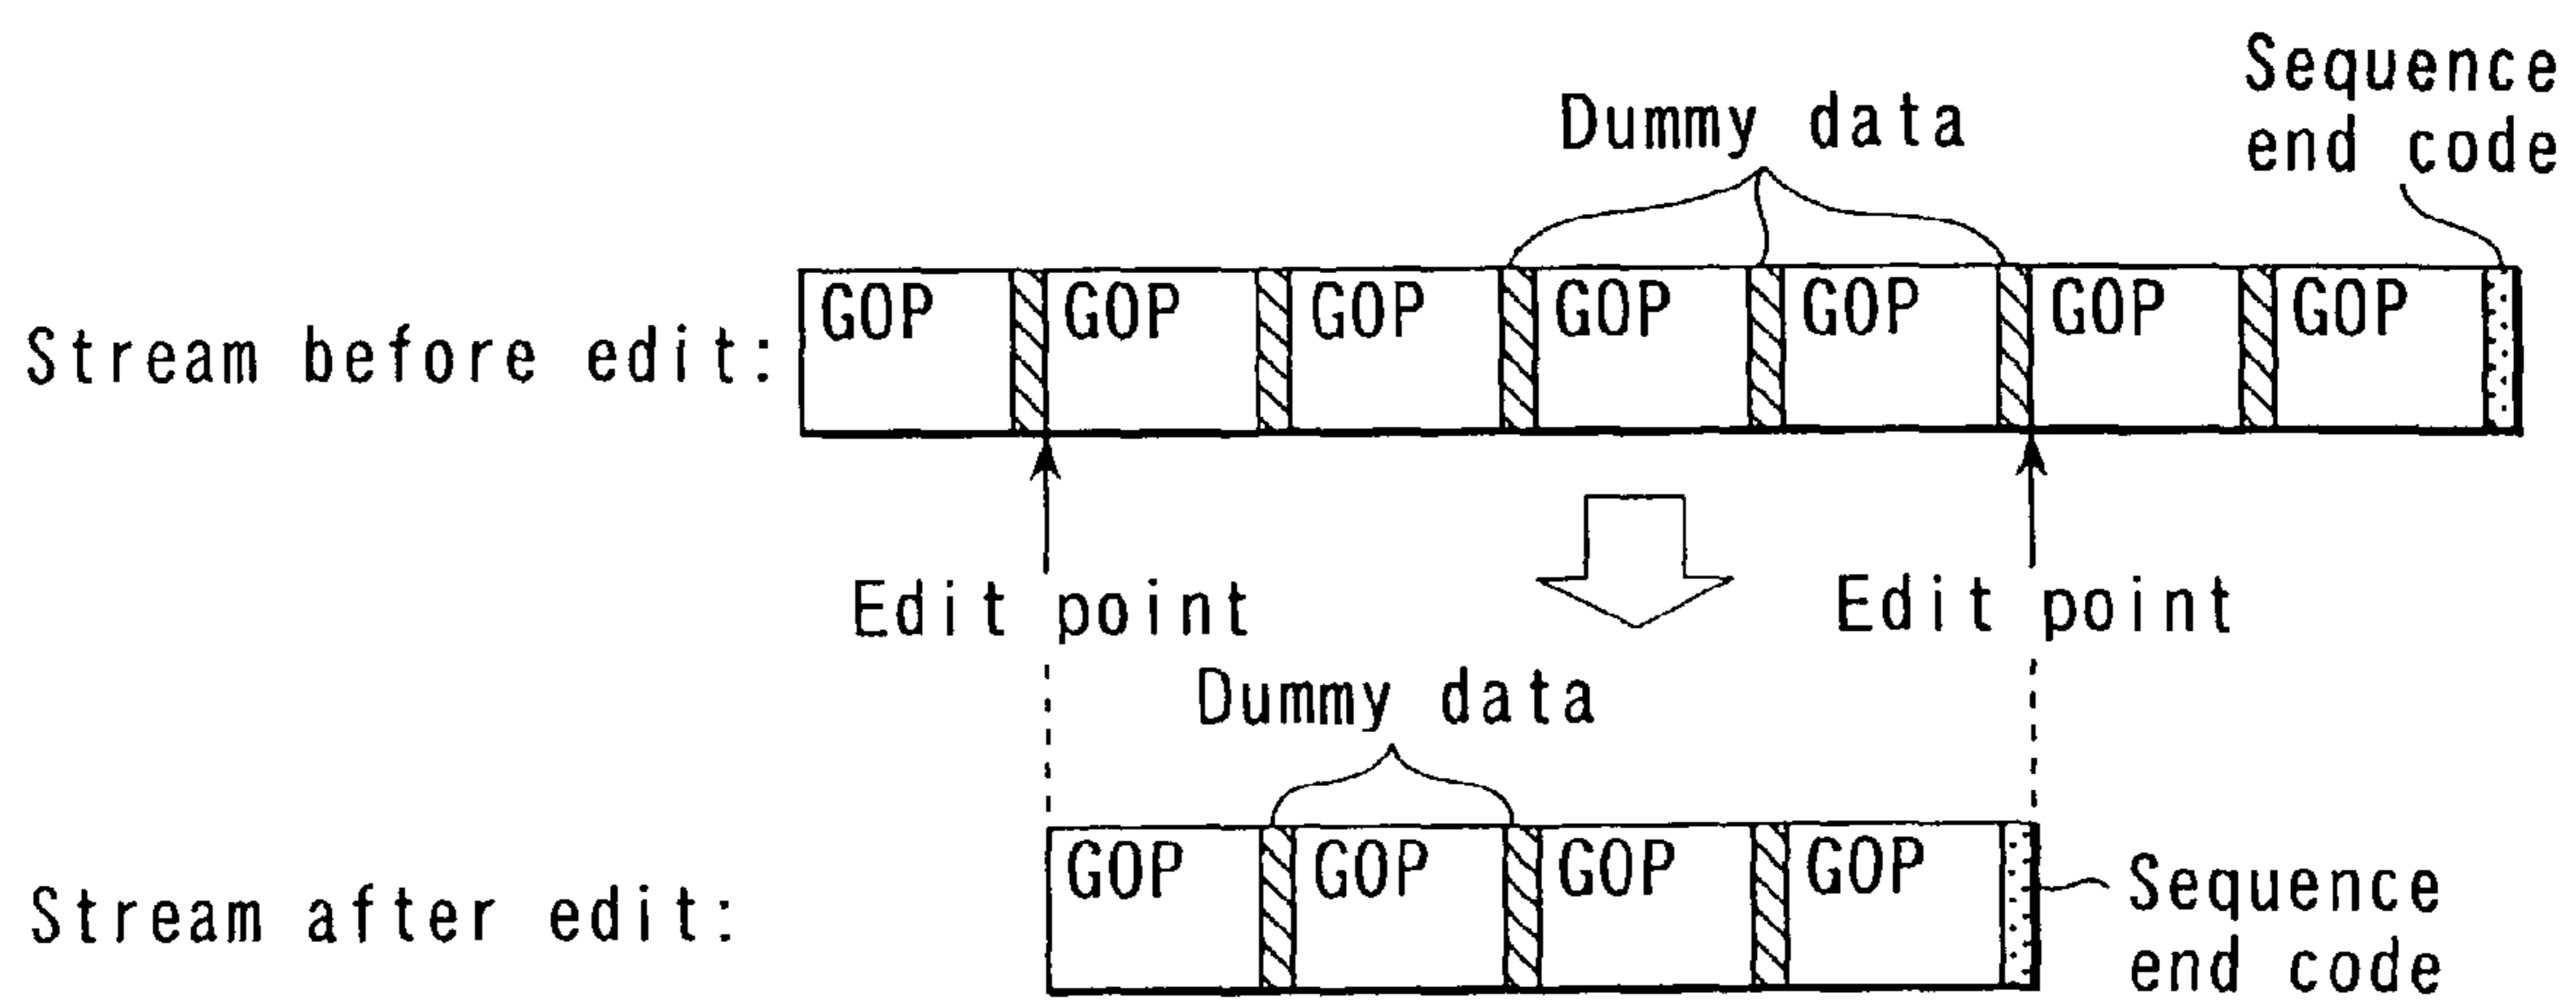 Sequence
end code
Dummy data
Stream before edit:
GOP GOP GOP GOP GOP GOP GOP
Edit point
Edit point
Dummy data
Stream after edit:
GOP GOP GOP GOP
Sequence
end code